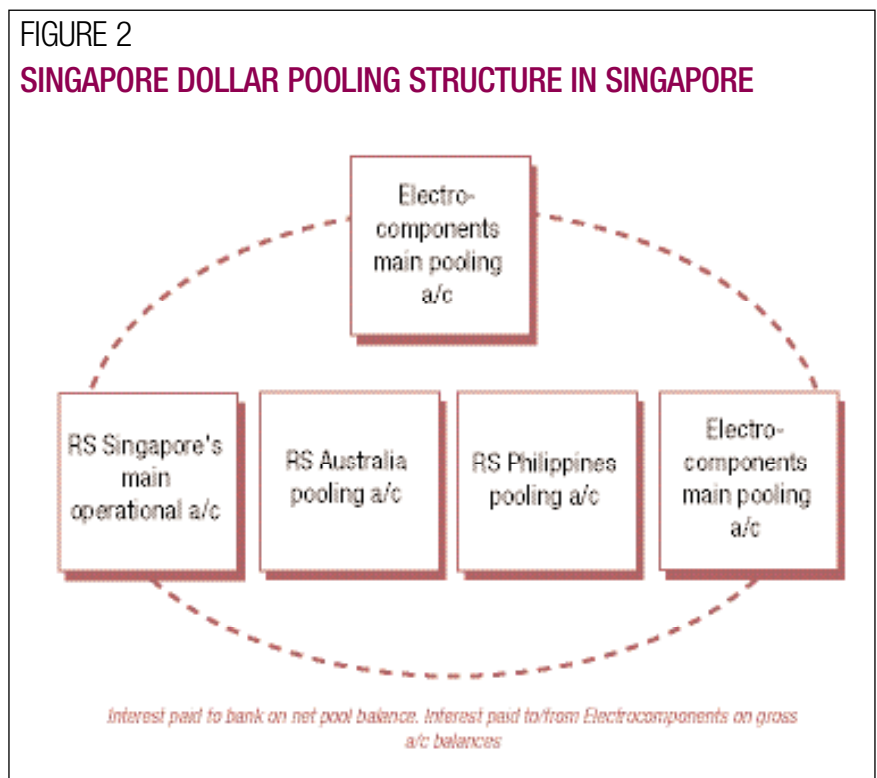 FIGURE 2
SINGAPORE DOLLAR POOLING STRUCTURE IN SINGAPORE
Electro-
components
main pooling
a/c
RS Singapore's
main
operational a/c
RS Australia
pooling a/c
RS Philippines
pooling a/c
Electro-
components
main pooling
a/c
Interest paid to bank on net pool balance. Interest paid to/from Electrocomponents on gross
a/c balances